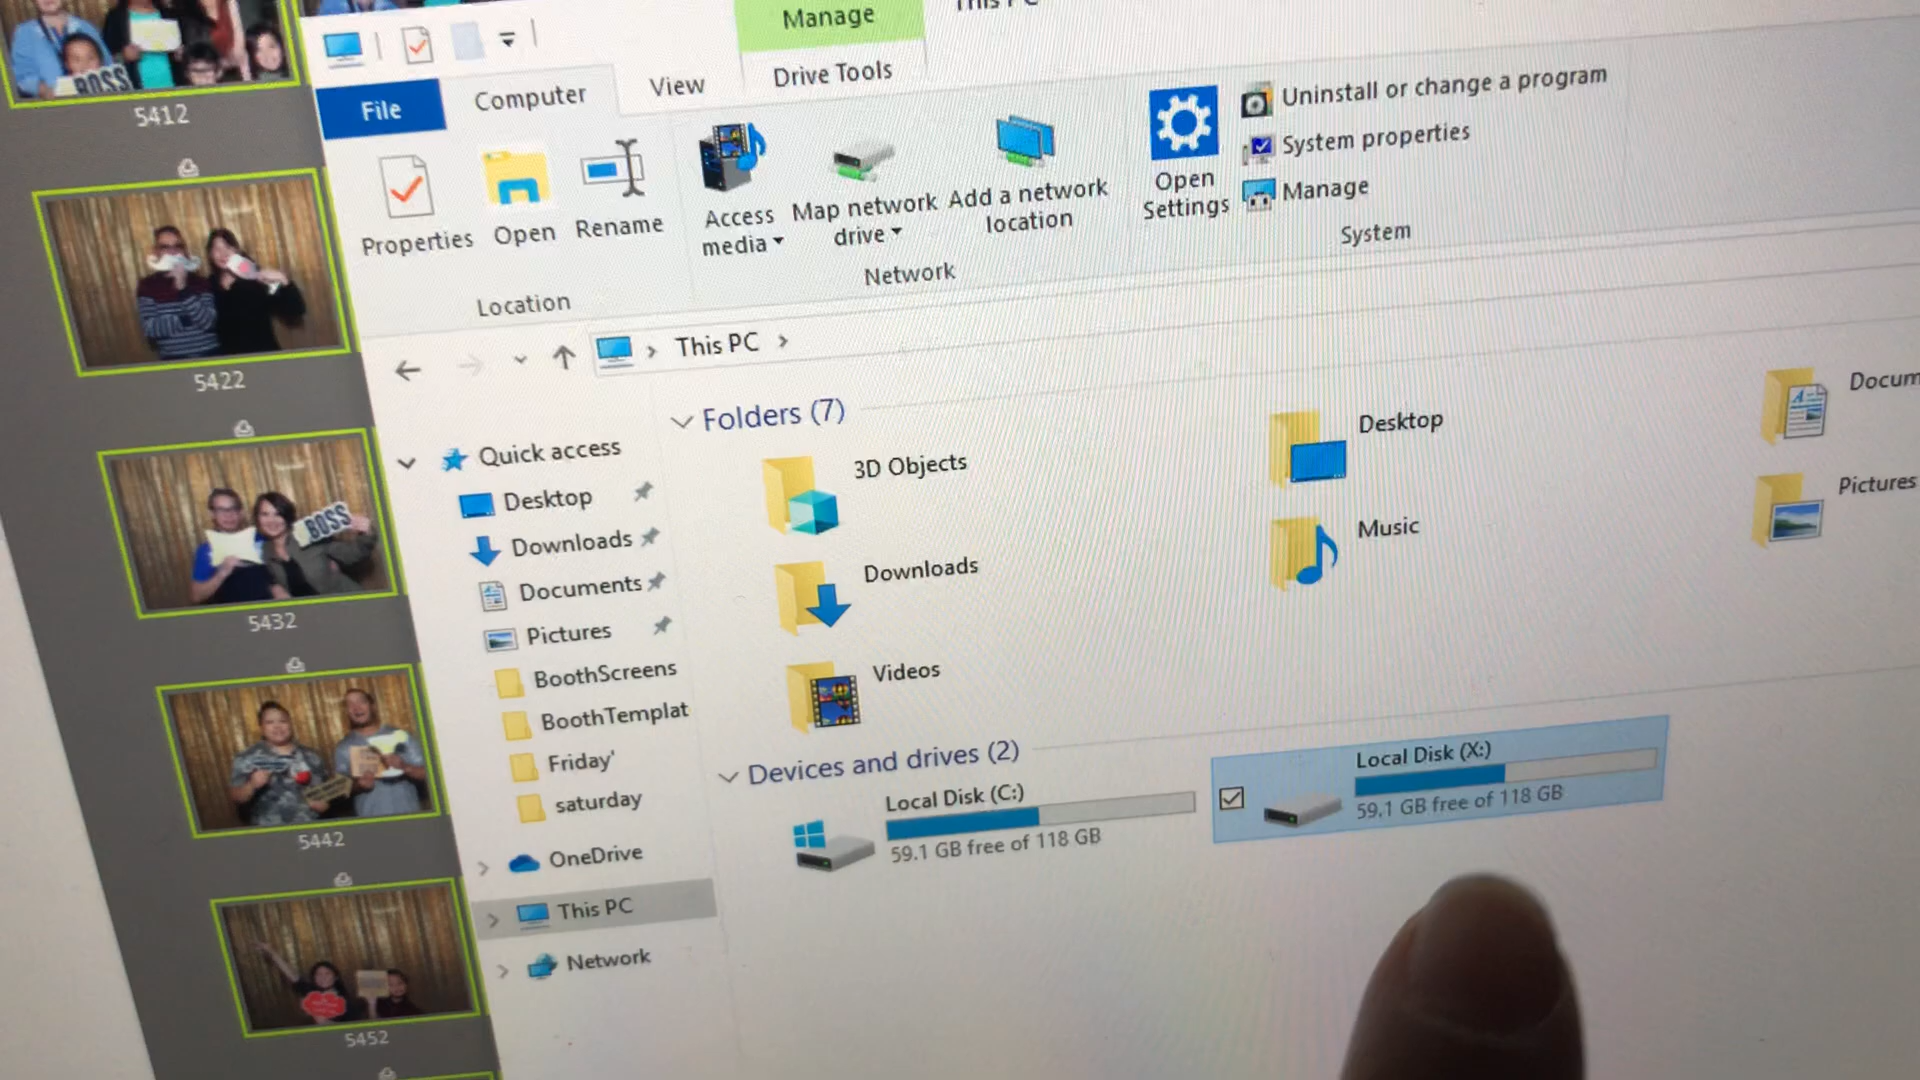 Manage
This PC
File
Computer
View
Drive Tools
Properties
Open
Rename
Access media
Map network drive
Add a network location
Open Settings
Uninstall or change a program
System properties
Manage
Location
Network
System
This PC
Quick access
Desktop
Downloads
Documents
Pictures
BoothScreens
BoothTemplat
Friday'
saturday
OneDrive
This PC
Network
Folders (7)
3D Objects
Desktop
Docum
Downloads
Music
Pictures
Videos
Devices and drives (2)
Local Disk (C:)
59.1 GB free of 118 GB
Local Disk (X:)
59.1 GB free of 118 GB
BOSS
5412
5422
BOSS
5432
5442
5452